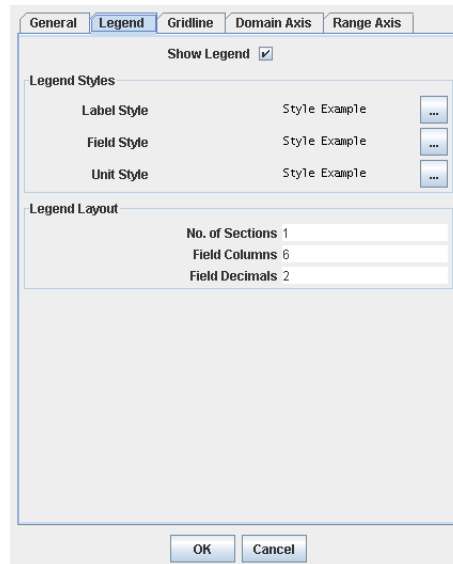 General Legend Gridline Domain Axis Range Axis
Show Legend
Legend Styles
Label Style Style Example ...
Field Style Style Example ...
Unit Style Style Example ...
Legend Layout
No. of Sections 1
Field Columns 6
Field Decimals 2
OK Cancel